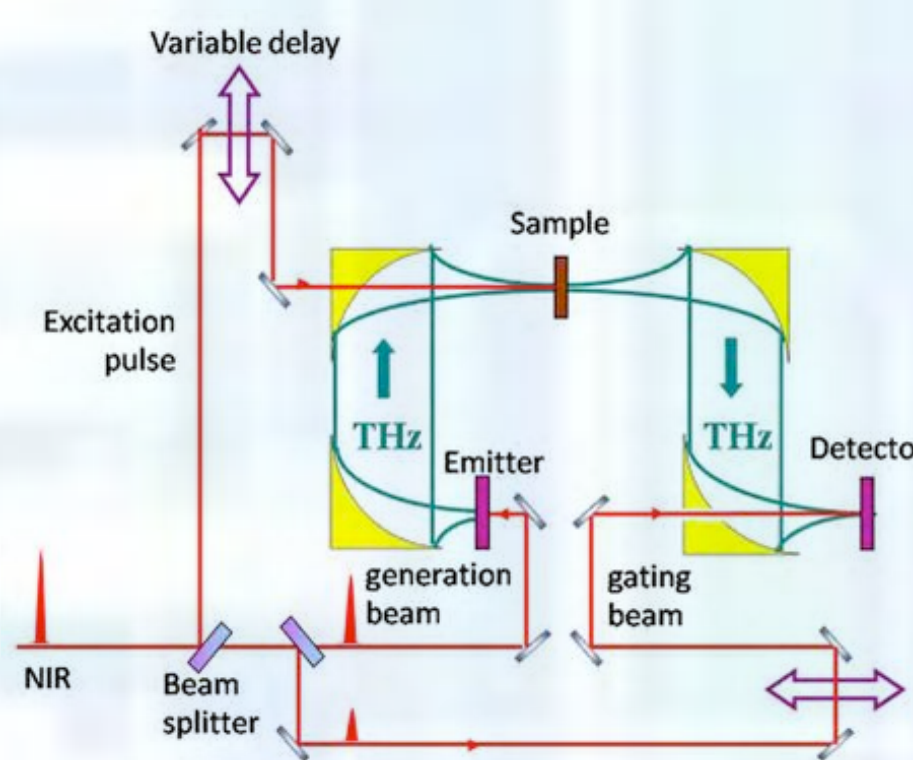 Variable delay
Sample
Excitation
pulse
THz
THz
Emitter
Detecto
generation
beam
gating
beam
NIR
Beam
splitter